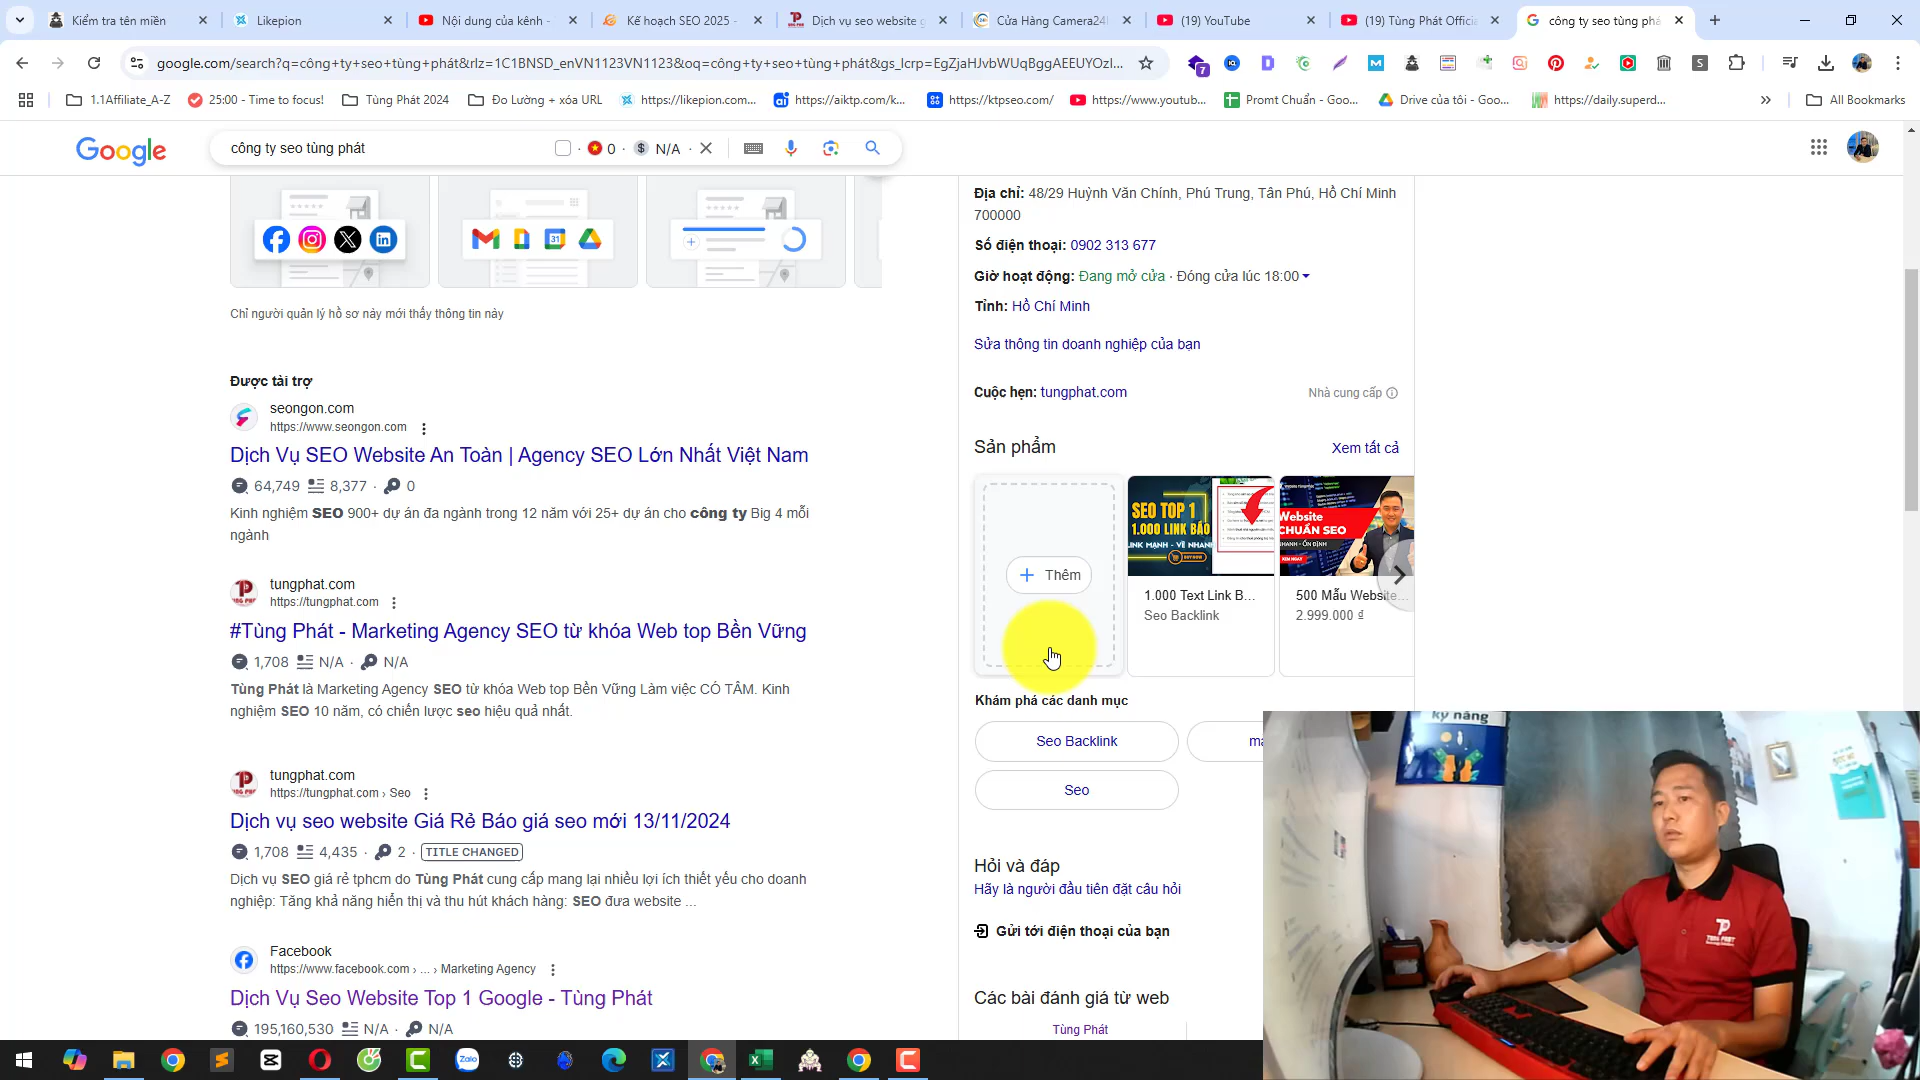 Kiểm tra tên miền
Likepion
Nội dung của kênh -
Kế hoạch SEO 2025 -
Dịch vụ seo website g
Cửa Hàng Camera24h
(19) YouTube
(19) Tùng Phát Officia
công ty seo tùng phá
google.com/search?q=công+ty+seo+tùng+phát&rlz=1C1BNSD_enVN1123VN1123&oq=công+ty+seo+tùng+phát&gs_lcrp=EgZjaHJvbWUqBggAEEUYOzI...
7
1.1Affiliate_A-Z
25:00 - Time to focus!
Tùng Phát 2024
Đo Lường + xóa URL
https://likepion.com...
https://aiktp.com/k...
https://ktpseo.com/
https://www.youtub...
Promt Chuẩn - Goo...
Drive của tôi - Goo...
https://daily.superd...
All Bookmarks
Google
công ty seo tùng phát
0 · N/A ·
Chỉ người quản lý hồ sơ này mới thấy thông tin này
Được tài trợ
seongon.com
https://www.seongon.com
Dịch Vụ SEO Website An Toàn | Agency SEO Lớn Nhất Việt Nam
64,749 8,377 · 0
Kinh nghiệm SEO 900+ dự án đa ngành trong 12 năm với 25+ dự án cho công ty Big 4 mỗi
ngành
tungphat.com
https://tungphat.com
#Tùng Phát - Marketing Agency SEO từ khóa Web top Bền Vững
1,708 N/A · N/A
Tùng Phát là Marketing Agency SEO từ khóa Web top Bền Vững Làm việc CÓ TÂM. Kinh
nghiệm SEO 10 năm, có chiến lược seo hiệu quả nhất.
tungphat.com
https://tungphat.com › Seo
Dịch vụ seo website Giá Rẻ Báo giá seo mới 13/11/2024
1,708 4,435 · 2 · TITLE CHANGED
Dịch vụ SEO giá rẻ tphcm do Tùng Phát cung cấp mang lại nhiều lợi ích thiết yếu cho doanh
nghiệp: Tăng khả năng hiển thị và thu hút khách hàng: SEO đưa website ...
Facebook
https://www.facebook.com › ... › Marketing Agency
Dịch Vụ Seo Website Top 1 Google - Tùng Phát
195,160,530 N/A · N/A
Địa chỉ: 48/29 Huỳnh Văn Chính, Phú Trung, Tân Phú, Hồ Chí Minh
700000
Số điện thoại: 0902 313 677
Giờ hoạt động: Đang mở cửa · Đóng cửa lúc 18:00
Tỉnh: Hồ Chí Minh
Sửa thông tin doanh nghiệp của bạn
Cuộc hẹn: tungphat.com
Nhà cung cấp
Sản phẩm
Xem tất cả
Thêm
SEO TOP 1
1.000 LINK BÁO
LINK MẠNH - VỀ NHANH
Website
CHUẨN SEO
NHANH - ỔN ĐỊNH
1.000 Text Link B...
Seo Backlink
500 Mẫu Website...
2.999.000 ₫
Khám phá các danh mục
Seo Backlink
ma
Seo
Hỏi và đáp
Hãy là người đầu tiên đặt câu hỏi
Gửi tới điện thoại của bạn
Các bài đánh giá từ web
Tùng Phát
kỹ năng
TUNG PHAT
Zalo